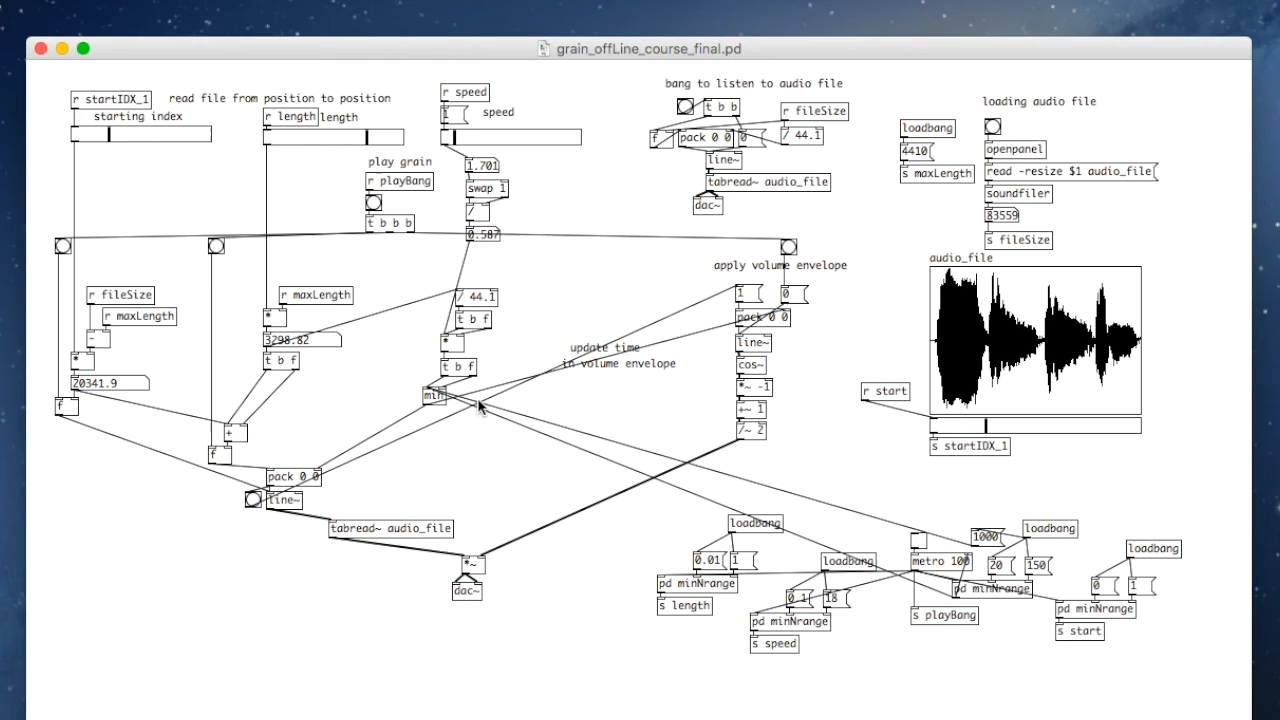 grain_offLine_course_final.pd
r startIDX_1
read file from position to position
starting index
r length
length
r speed
1
speed
play grain
r playBang
t b b b
1.701
swap 1
/
0.587
bang to listen to audio file
t b b
r fileSize
f
pack 0 0
0
/ 44.1
line~
tabread~ audio_file
dac~
loadbang
4410
s maxLength
loading audio file
openpanel
read -resize $1 audio_file
soundfiler
83559
s fileSize
audio_file
r fileSize
r maxLength
-
*
20341.9
f
r maxLength
*
3298.82
t b f
+
f
/ 44.1
t b f
*
t b f
min
update time
in volume envelope
apply volume envelope
1
0
pack 0 0
line~
cos~
*~ -1
+~ 1
/~ 2
r start
s startIDX_1
pack 0 0
line~
tabread~ audio_file
*~
dac~
loadbang
0.01
1
pd minNrange
s length
loadbang
0.1
18
pd minNrange
s speed
metro 100
s playBang
1000
loadbang
20
150
pd minNrange
loadbang
0
1
pd minNrange
s start